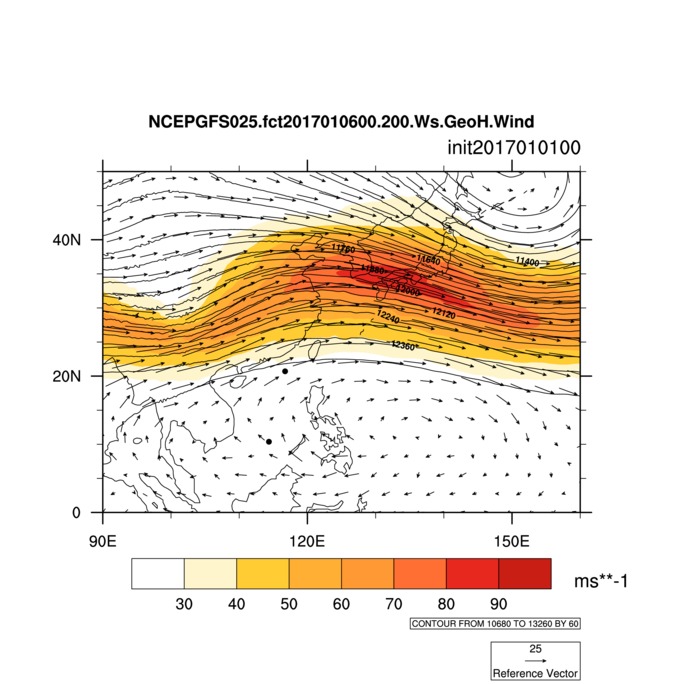 NCEPGFS025.fct2017010600.200.Ws.GeoH.Wind
init2017010100
40N
20N
0
11760
11640
11400
11880
12000
12120
12240
12360
90E
120E
150E
30
40
50
60
70
80
90
ms**-1
CONTOUR FROM 10680 TO 13260 BY 60
25
Reference Vector